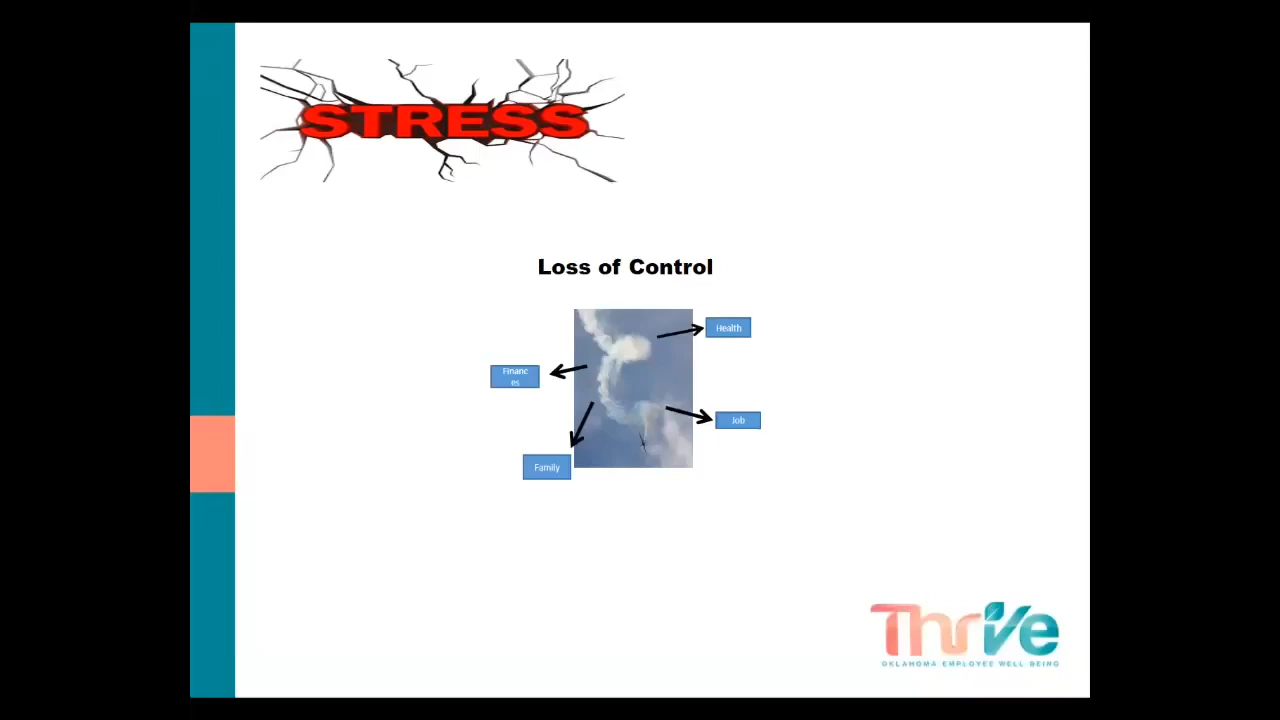 STRESS
Loss of Control
Health
Financ
es
Job
Family
Thrive
OKLAHOMA EMPLOYEE WELL BEING